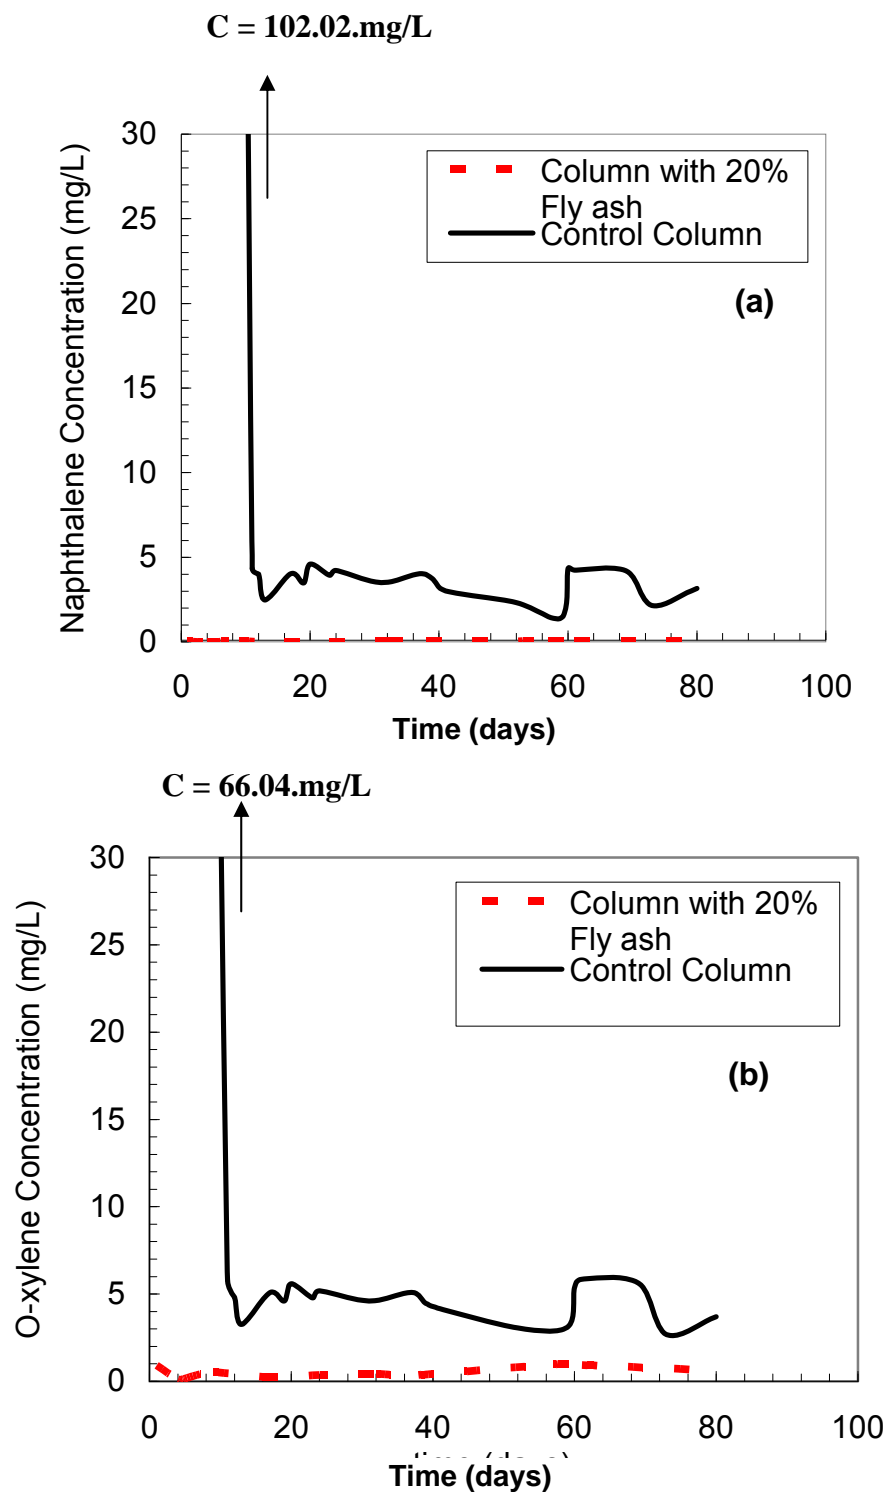 C = 102.02.mg/L
30
25
20
15
10
5
0
Naphthalene Concentration (mg/L)
Column with 20%
Fly ash
Control Column
(a)
0 20 40 60 80 100
Time (days)
C = 66.04.mg/L
30
25
20
15
10
5
0
O-xylene Concentration (mg/L)
Column with 20%
Fly ash
Control Column
(b)
0 20 40 60 80 100
time (days)
Time (days)